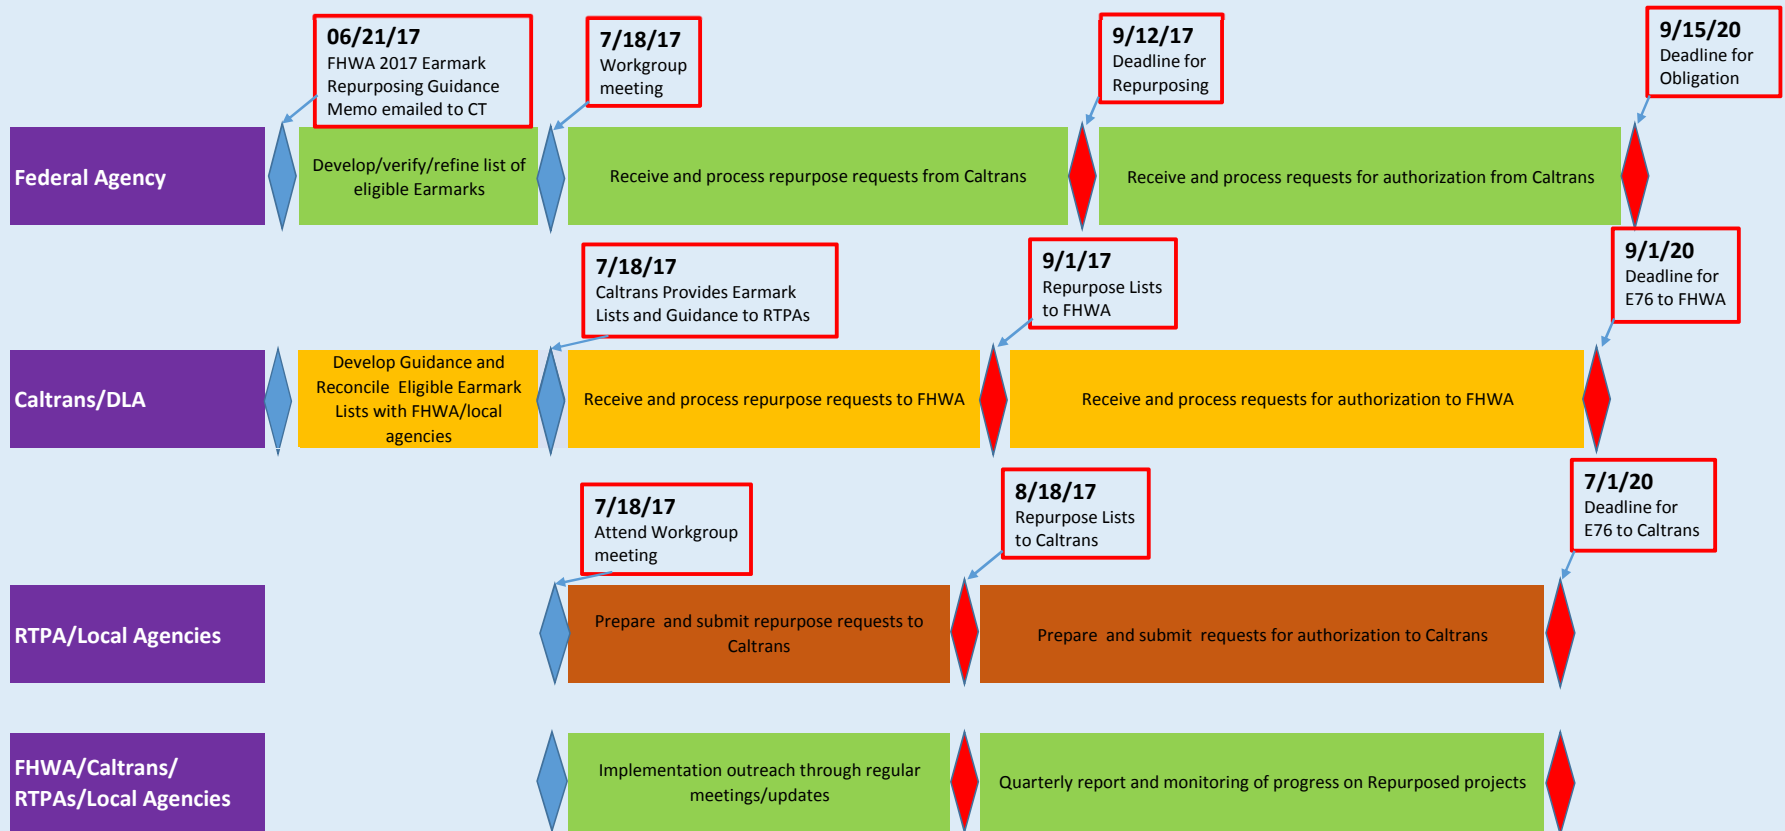 06/21/17
FHWA 2017 Earmark
Repurposing Guidance
Memo emailed to CT
7/18/17
Workgroup
meeting
9/12/17
Deadline for
Repurposing
9/15/20
Deadline for
Obligation
Federal Agency
Develop/verify/refine list of
eligible Earmarks
Receive and process repurpose requests from Caltrans
Receive and process requests for authorization from Caltrans
7/18/17
Caltrans Provides Earmark
Lists and Guidance to RTPAs
9/1/17
Repurpose Lists
to FHWA
9/1/20
Deadline for
E76 to FHWA
Caltrans/DLA
Develop Guidance and
Reconcile Eligible Earmark
Lists with FHWA/local
agencies
Receive and process repurpose requests to FHWA
Receive and process requests for authorization to FHWA
7/18/17
Attend Workgroup
meeting
8/18/17
Repurpose Lists
to Caltrans
7/1/20
Deadline for
E76 to Caltrans
RTPA/Local Agencies
Prepare and submit repurpose requests to
Caltrans
Prepare and submit requests for authorization to Caltrans
FHWA/Caltrans/
RTPAs/Local Agencies
Implementation outreach through regular
meetings/updates
Quarterly report and monitoring of progress on Repurposed projects